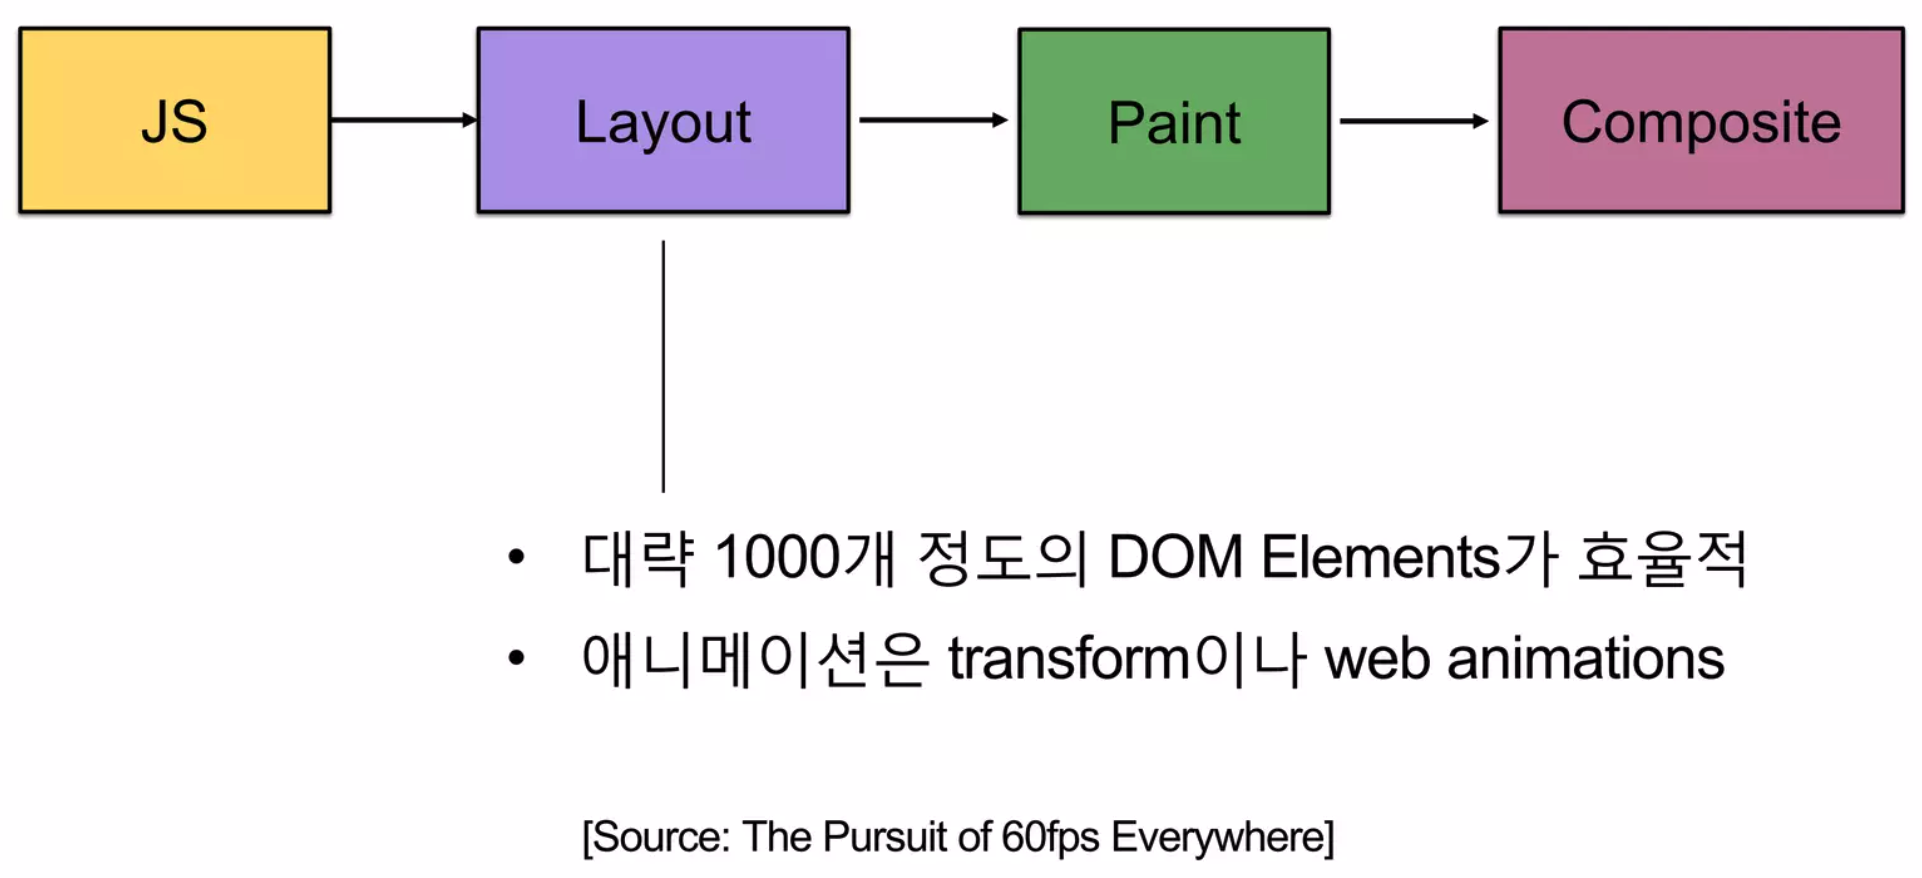 JS
Layout
Paint
Composite
• 대략 1000개 정도의 DOM Elements가 효율적
• 애니메이션은 transform이나 web animations
[Source: The Pursuit of 60fps Everywhere]